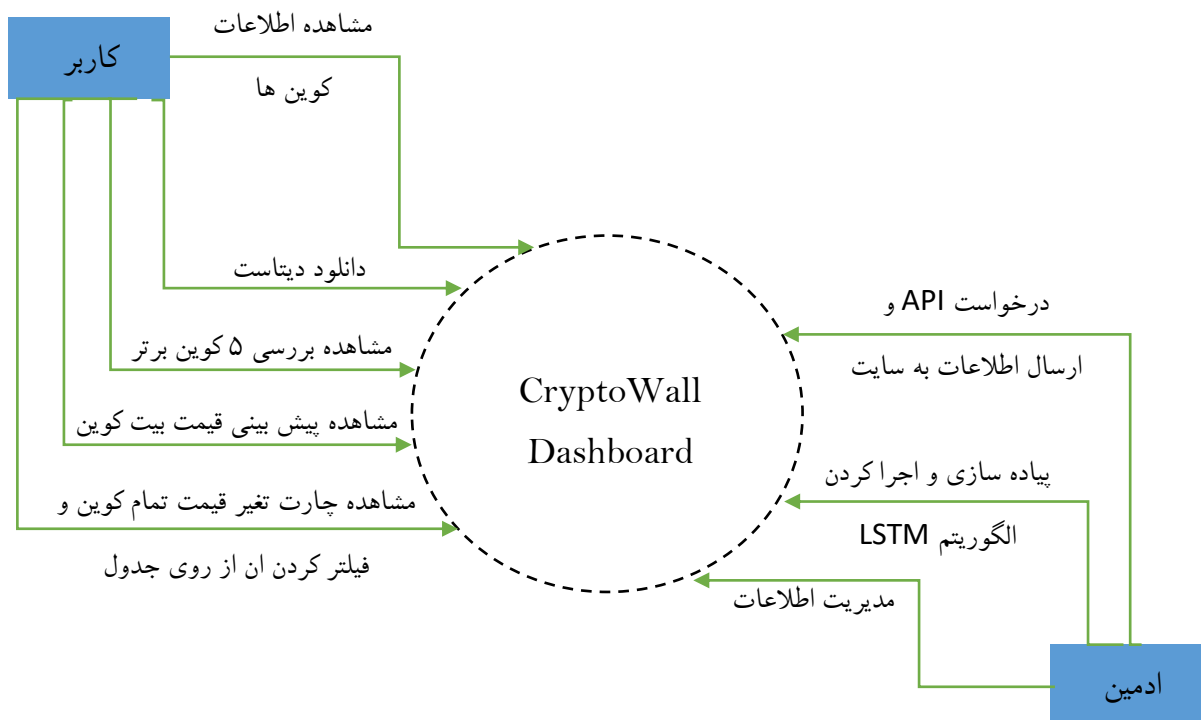 کاربر
مشاهده اطلاعات
کوین ها
دانلود دیتاست
مشاهده بررسی ۵ کوین برتر
مشاهده پیش بینی قیمت بیت کوین
مشاهده چارت تغیر قیمت تمام کوین و
فیلتر کردن ان از روی جدول
CryptoWall
Dashboard
درخواست API و
ارسال اطلاعات به سایت
پیاده سازی و اجرا کردن
الگوریتم LSTM
مدیریت اطلاعات
ادمین